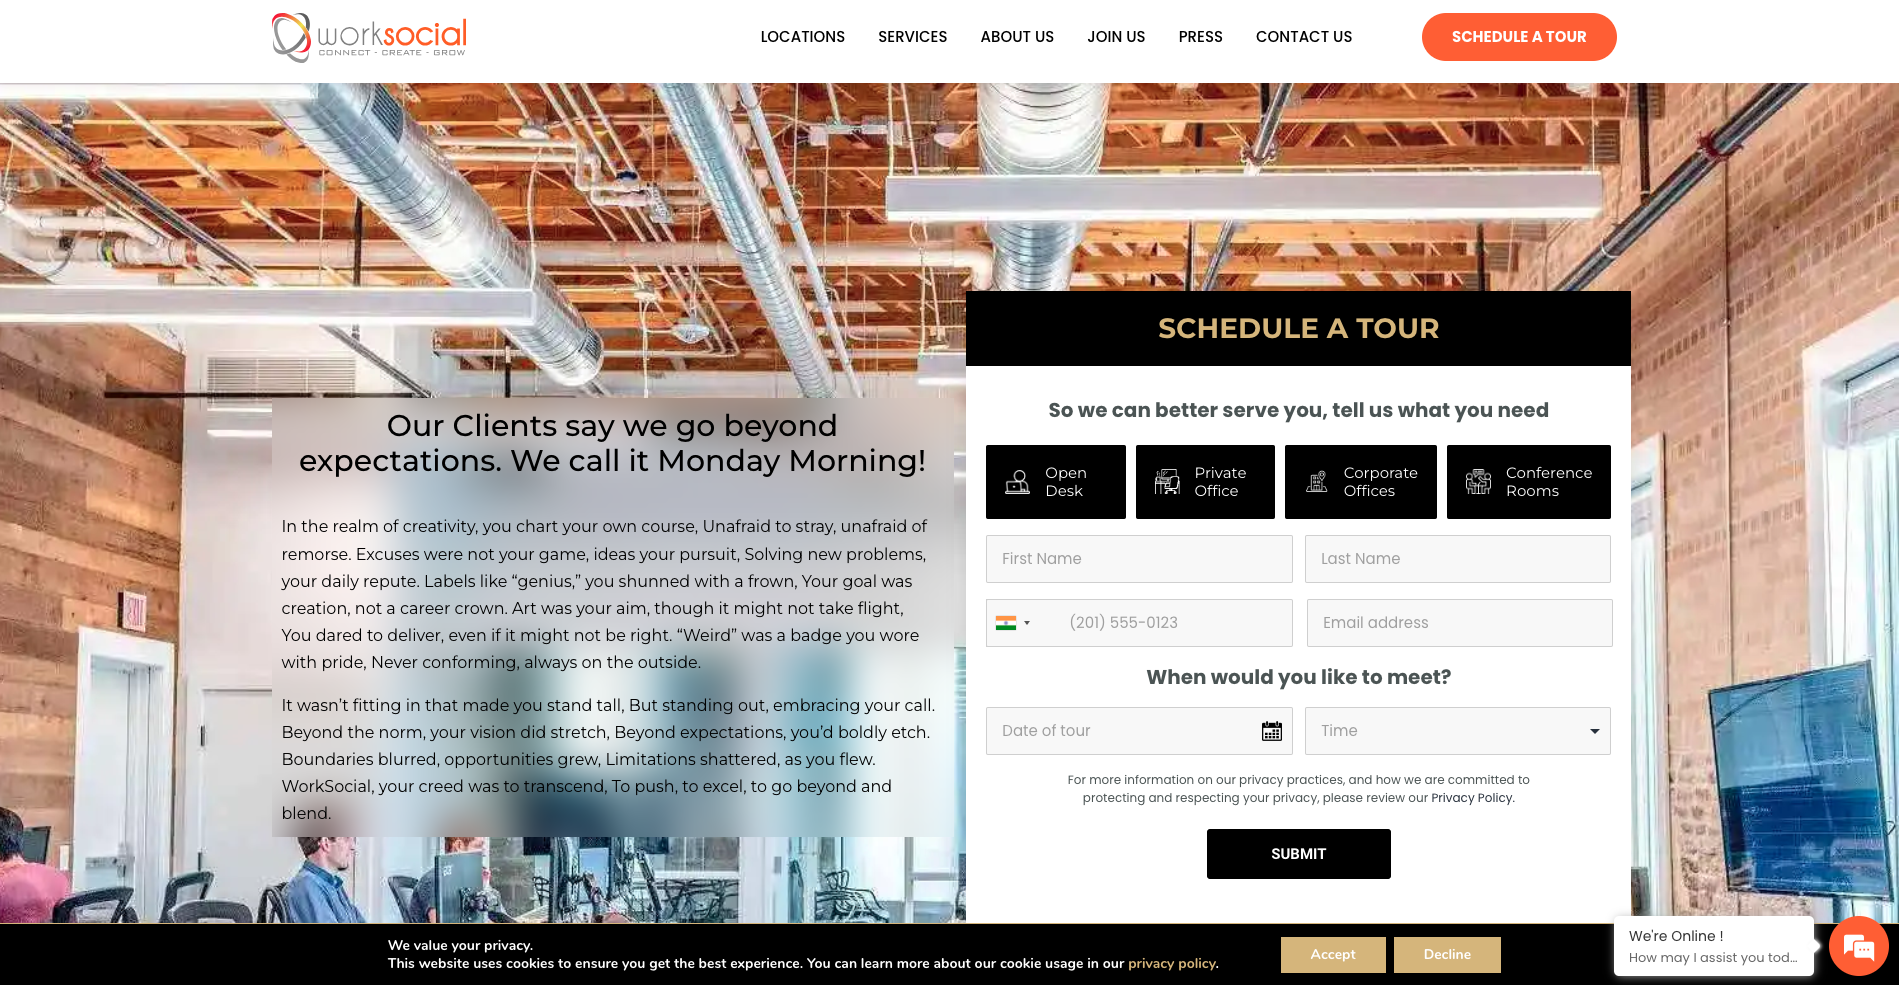 worksocial
CONNECT - CREATE - GROW
LOCATIONS
SERVICES
ABOUT US
JOIN US
PRESS
CONTACT US
SCHEDULE A TOUR
Our Clients say we go beyond
expectations. We call it Monday Morning!
In the realm of creativity, you chart your own course, Unafraid to stray, unafraid of
remorse. Excuses were not your game, ideas your pursuit, Solving new problems,
your daily repute. Labels like “genius,” you shunned with a frown, Your goal was
creation, not a career crown. Art was your aim, though it might not take flight,
You dared to deliver, even if it might not be right. “Weird” was a badge you wore
with pride, Never conforming, always on the outside.
It wasn’t fitting in that made you stand tall, But standing out, embracing your call.
Beyond the norm, your vision did stretch, Beyond expectations, you’d boldly etch.
Boundaries blurred, opportunities grew, Limitations shattered, as you flew.
WorkSocial, your creed was to transcend, To push, to excel, to go beyond and
blend.
SCHEDULE A TOUR
So we can better serve you, tell us what you need
Open
Desk
Private
Office
Corporate
Offices
Conference
Rooms
First Name
Last Name
(201) 555-0123
Email address
When would you like to meet?
Date of tour
Time
For more information on our privacy practices, and how we are committed to
protecting and respecting your privacy, please review our Privacy Policy.
SUBMIT
We value your privacy.
This website uses cookies to ensure you get the best experience. You can learn more about our cookie usage in our privacy policy.
Accept
Decline
We're Online !
How may I assist you tod...